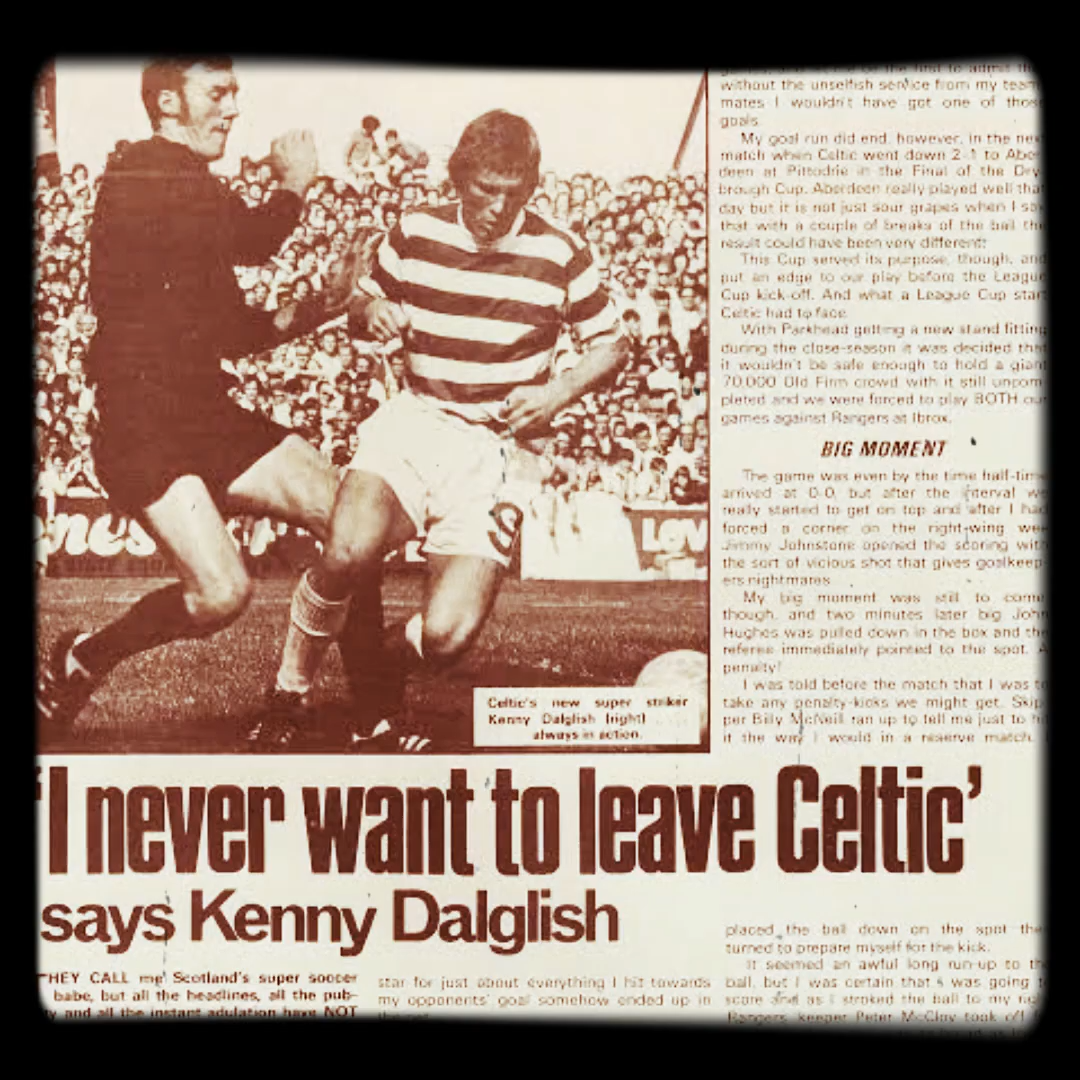 Celtic's new super striker
Kenny Dalglish (right)
always in action.
'I never want to leave Celtic'
says Kenny Dalglish
HEY CALL me Scotland's super soccer
babe, but all the headlines, all the pub-
y and all the instant adulation have NOT
star for just about everything I hit towards
my opponents' goal somehow ended up in
the net
first to admit
without the unselfish service from my team
mates I wouldn't have got one of those
goals.
My goal run did end, however, in the nex
match when Celtic went down 2-1 to Aber
deen at Pittodrie in the Final of the Dry
brough Cup. Aberdeen really played well that
day but it is not just sour grapes when I say
that with a couple of breaks of the ball the
result could have been very different.
This Cup served its purpose, though, and
put an edge to our play before the League
Cup kick-off. And what a League Cup start
Celtic had to face.
With Parkhead getting a new stand fitting
during the close-season it was decided that
it wouldn't be safe enough to hold a giant
70,000 Old Firm crowd with it still uncom
pleted and we were forced to play BOTH our
games against Rangers at Ibrox.
BIG MOMENT
The game was even by the time half-time
arrived at 0-0, but after the interval we
really started to get on top and after I had
forced a corner on the right-wing wee
Jimmy Johnstone opened the scoring with
the sort of vicious shot that gives goalkeep-
ers nightmares.
My big moment was still to come
though, and two minutes later big John
Hughes was pulled down in the box and the
referee immediately pointed to the spot. A
penalty!
I was told before the match that I was to
take any penalty-kicks we might get. Skip
per Billy McNeil ran up to tell me just to hi
it the way I would in a reserve match. I
placed the ball down on the spot the
turned to prepare myself for the kick.
It seemed an awful long run-up to th
ball, but I was certain that I was going t
score and as I stroked the ball to my righ
Rangers keeper Peter McCloy took off
nes
LOV